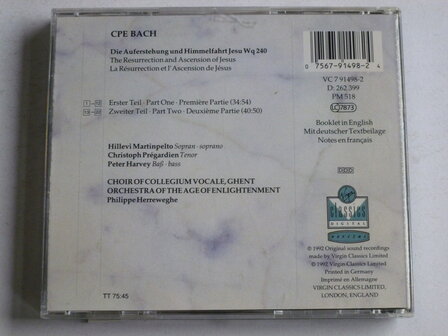 CPE BACH
Die Auferstehung und Himmelfahrt Jesu Wq 240
The Resurrection and Ascension of Jesus
La Résurrection et l'Ascension de Jésus
Erster Teil · Part One · Première Partie (34:54)
Zweiter Teil · Part Two · Deuxième Partie (40:50)
Hillevi Martinpelto Sopran · soprano
Christoph Prégardien Tenor
Peter Harvey Baß · bass
CHOIR OF COLLEGIUM VOCALE, GHENT
ORCHESTRA OF THE AGE OF ENLIGHTENMENT
Philippe Herreweghe
TT 75:45
0 7567-91498-2 4
VC 7 91498-2
D: 262 399
PM 518
LC 7873
Booklet in English
Mit deutscher Textbeilage
Notes en français
DDD
Virgin
classics
DIGITAL
℗ 1992 Original sound recordings
made by Virgin Classics Limited
© 1992 Virgin Classics Limited
Printed in Germany
Imprimé en Allemagne
VIRGIN CLASSICS LIMITED,
LONDON, ENGLAND